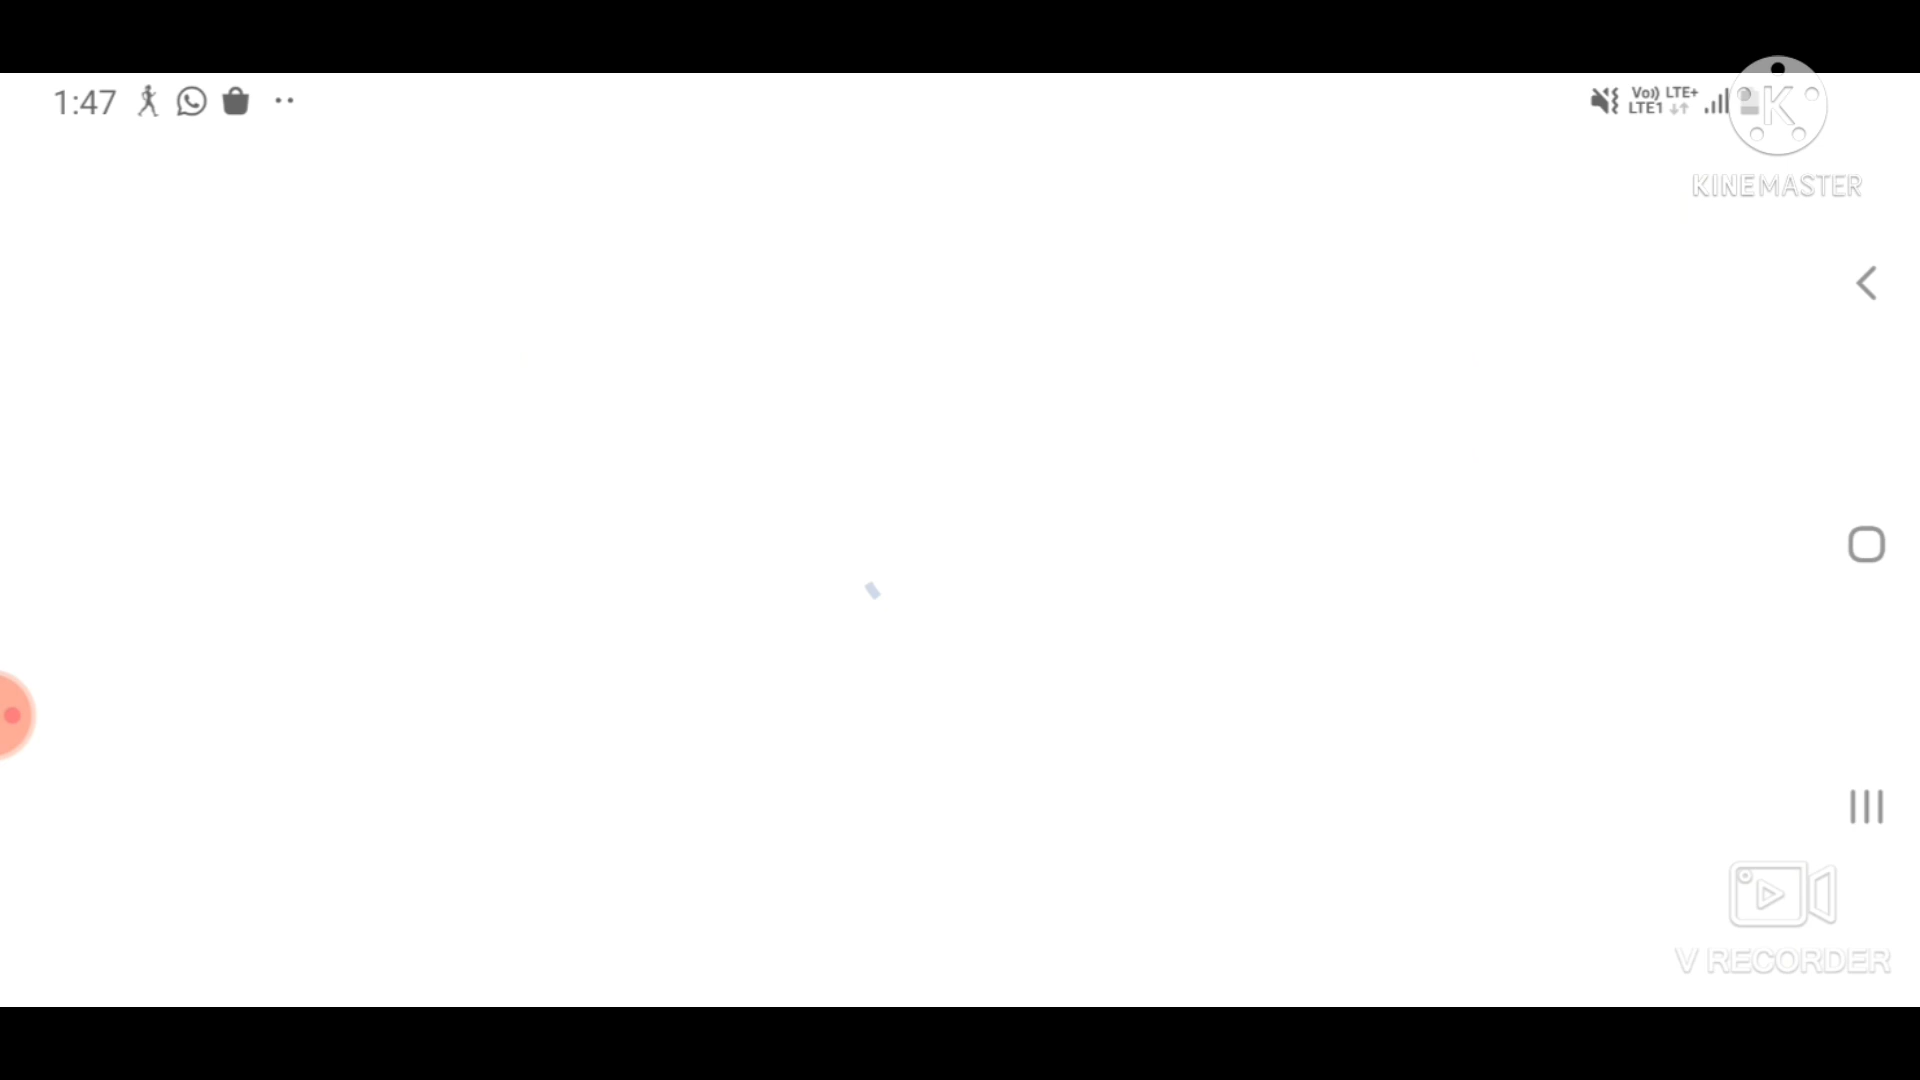 1:47
Vo)) LTE+
LTE1
K
KINEMASTER
V RECORDER